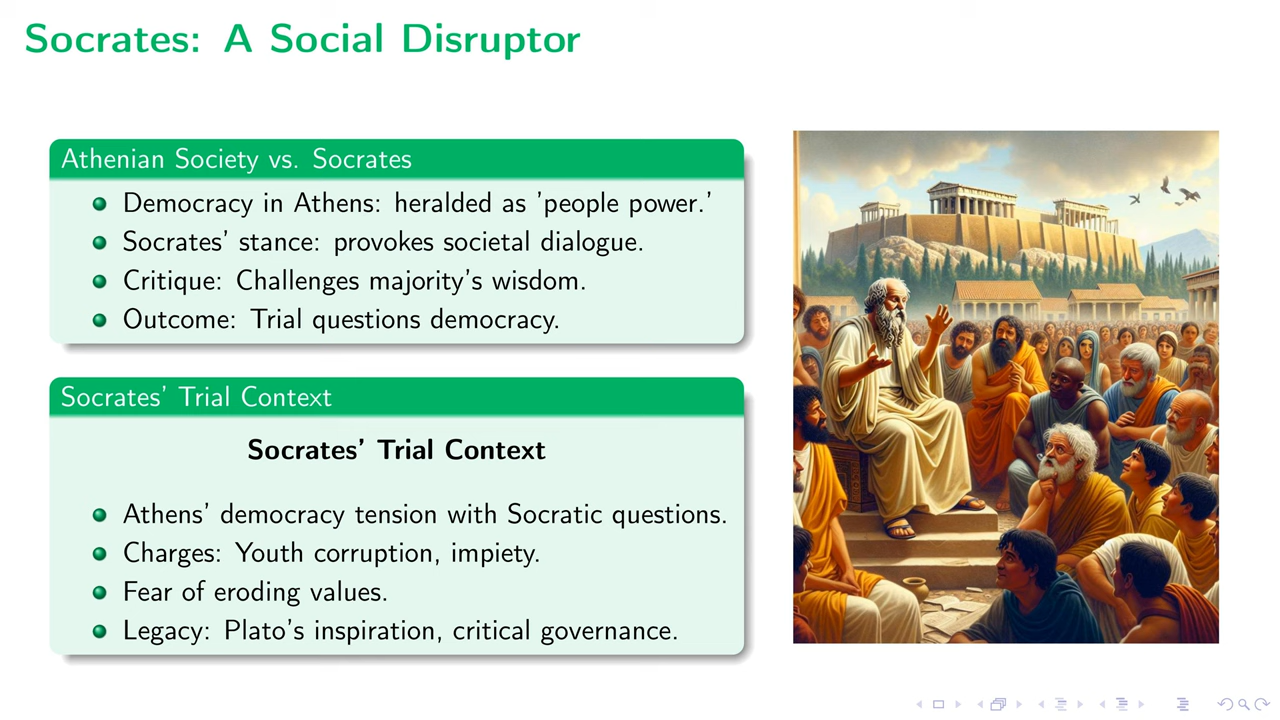 Socrates: A Social Disruptor
Athenian Society vs. Socrates
Democracy in Athens: heralded as 'people power.'
Socrates' stance: provokes societal dialogue.
Critique: Challenges majority's wisdom.
Outcome: Trial questions democracy.
Socrates' Trial Context
Socrates' Trial Context
Athens' democracy tension with Socratic questions.
Charges: Youth corruption, impiety.
Fear of eroding values.
Legacy: Plato's inspiration, critical governance.